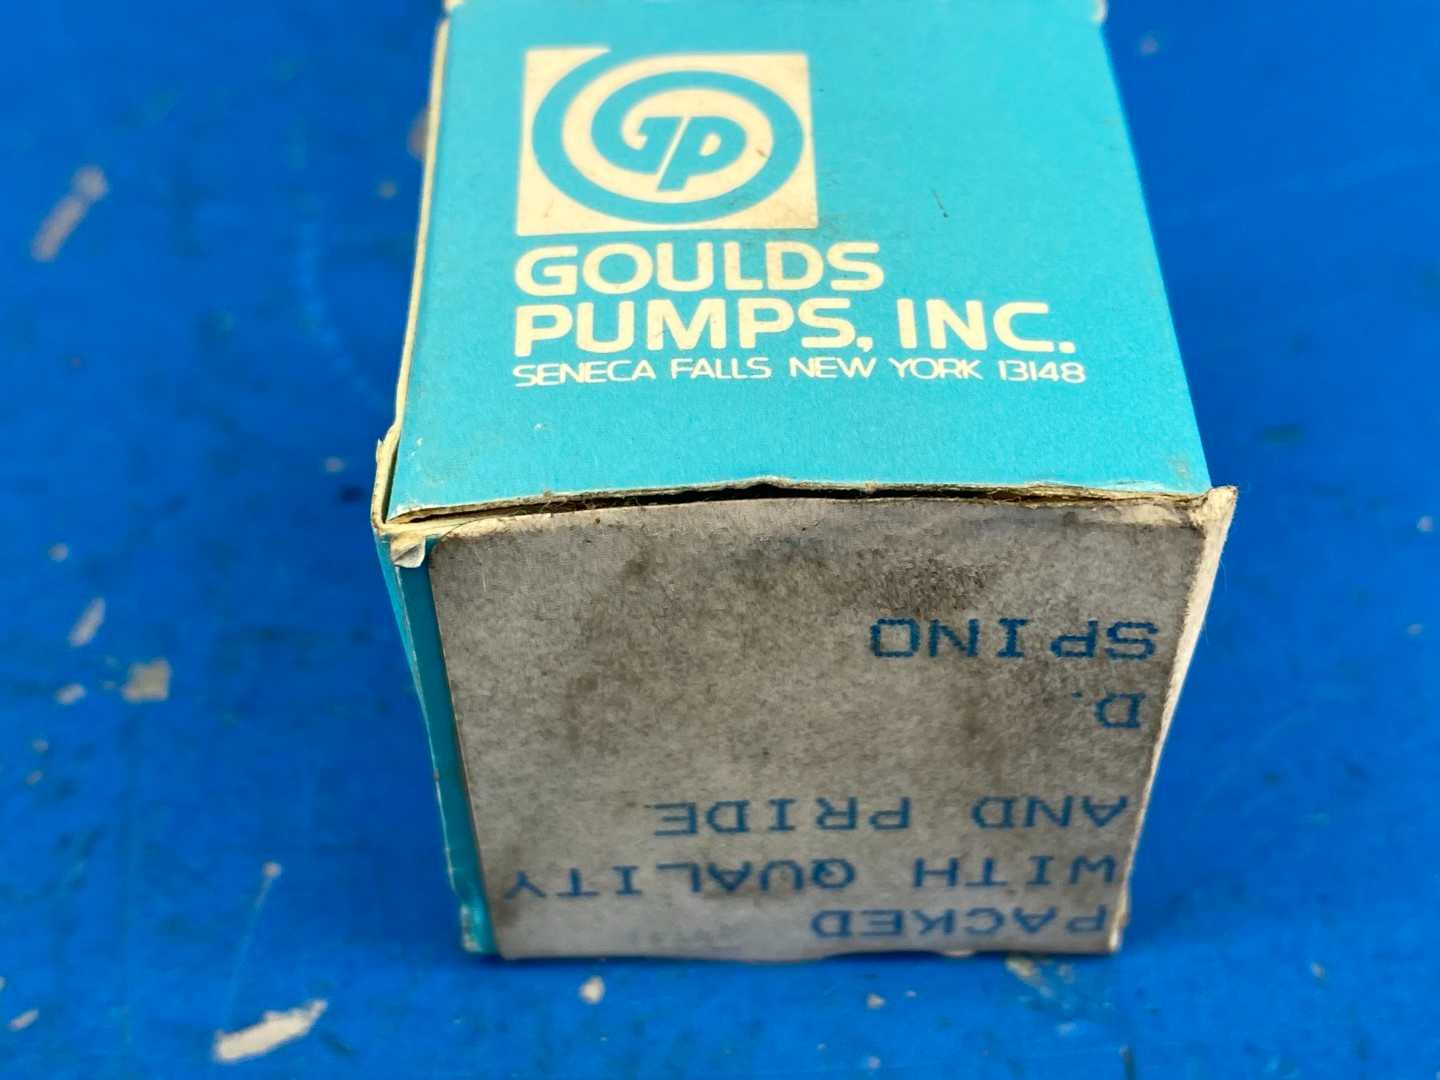 GP
GOULDS
PUMPS, INC.
SENECA FALLS NEW YORK 13148
PACKED
WITH QUALITY
AND PRIDE
D.
SPINO